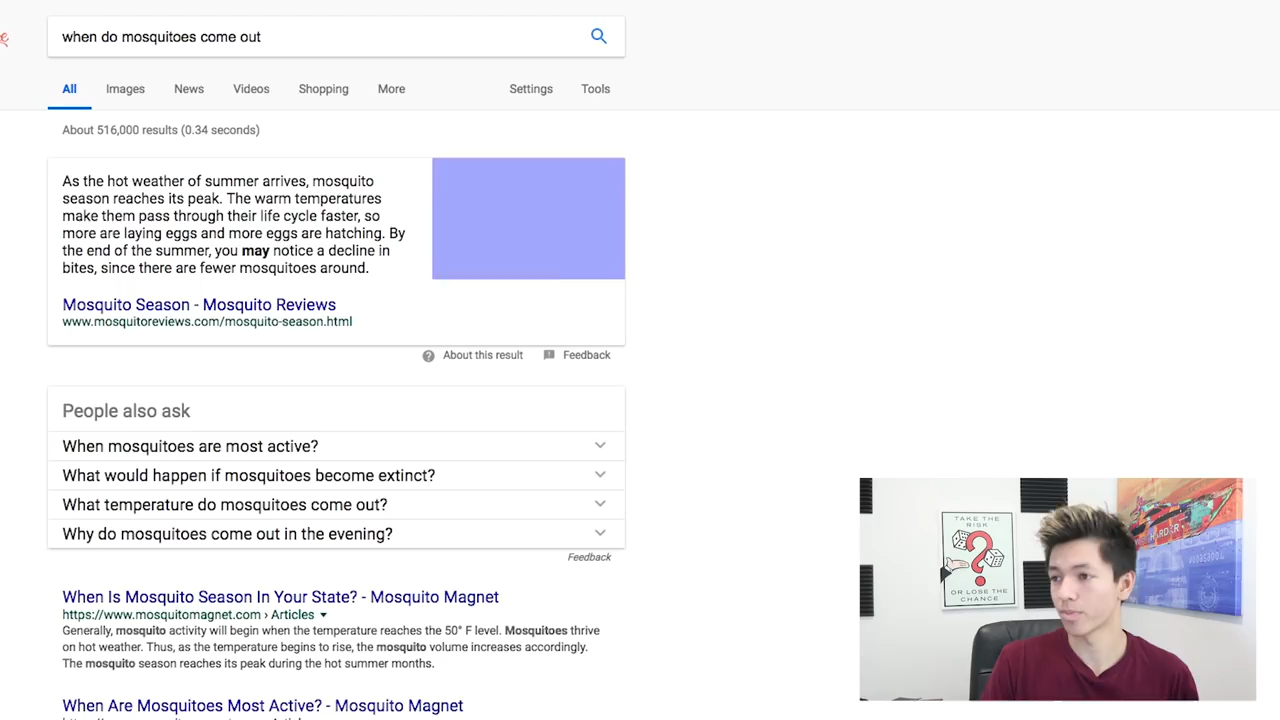 when do mosquitoes come out
All Images News Videos Shopping More Settings Tools
About 516,000 results (0.34 seconds)
As the hot weather of summer arrives, mosquito
season reaches its peak. The warm temperatures
make them pass through their life cycle faster, so
more are laying eggs and more eggs are hatching. By
the end of the summer, you may notice a decline in
bites, since there are fewer mosquitoes around.
Mosquito Season - Mosquito Reviews
www.mosquitoreviews.com/mosquito-season.html
About this result Feedback
People also ask
When mosquitoes are most active?
What would happen if mosquitoes become extinct?
What temperature do mosquitoes come out?
Why do mosquitoes come out in the evening?
Feedback
When Is Mosquito Season In Your State? - Mosquito Magnet
https://www.mosquitomagnet.com › Articles
Generally, mosquito activity will begin when the temperature reaches the 50° F level. Mosquitoes thrive
on hot weather. Thus, as the temperature begins to rise, the mosquito volume increases accordingly.
The mosquito season reaches its peak during the hot summer months.
When Are Mosquitoes Most Active? - Mosquito Magnet
TAKE THE
RISK
OR LOSE THE
CHANCE
HARDER